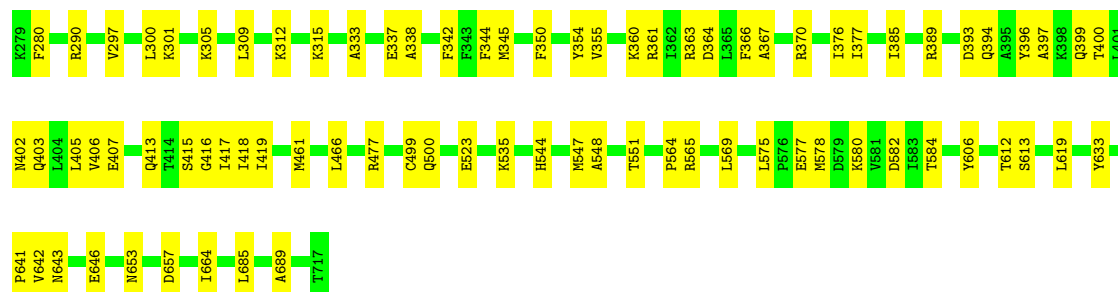 K279 F280 R290 V297 L300 K301 K305 L309 K312 K315 A333 E337 A338 F342 F343 F344 M345 F350 Y354 V355 K360 R361 I362 R363 D364 L365 F366 A367 R370 I376 I377 I385 R389 D393 Q394 A395 Y396 A397 K398 Q399 T400 L401
N402 Q403 L404 L405 V406 E407 Q413 T414 S415 G416 I417 I418 I419 M461 L466 R477 C499 Q500 E523 K535 H544 M547 A548 T551 P564 R565 L569 L575 P576 E577 M578 D579 K580 V581 D582 I583 T584 Y606 T612 S613 L619 Y633
P641 V642 N643 E646 N653 D657 I664 L685 A689 T717